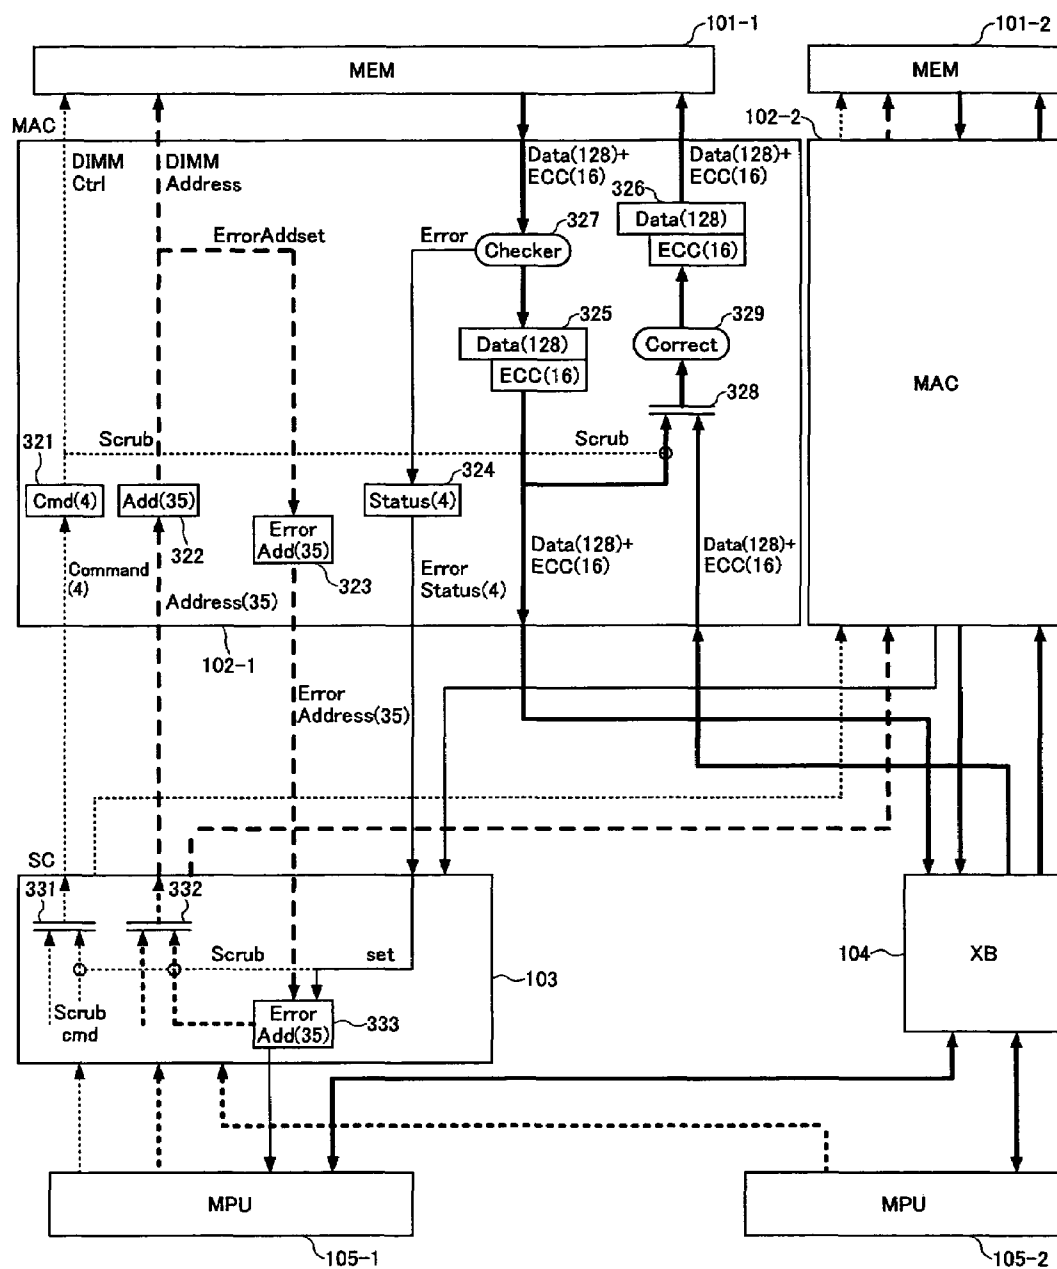 101-1
101-2
MEM
MEM
MAC
102-2
DIMM
Ctrl
DIMM
Address
Data(128)+
ECC(16)
Data(128)+
ECC(16)
326
327
Data(128)
ErrorAddset
Error
Checker
ECC(16)
325
329
Data(128)
Correct
ECC(16)
MAC
328
321
Scrub
Scrub
324
Cmd(4)
Add(35)
Status(4)
322
Error
Add(35)
323
Data(128)+
ECC(16)
Data(128)+
ECC(16)
Command
(4)
Error
Status(4)
Address(35)
102-1
Error
Address(35)
SC
331
332
Scrub
set
103
104
XB
Scrub
cmd
Error
Add(35)
333
MPU
MPU
105-1
105-2